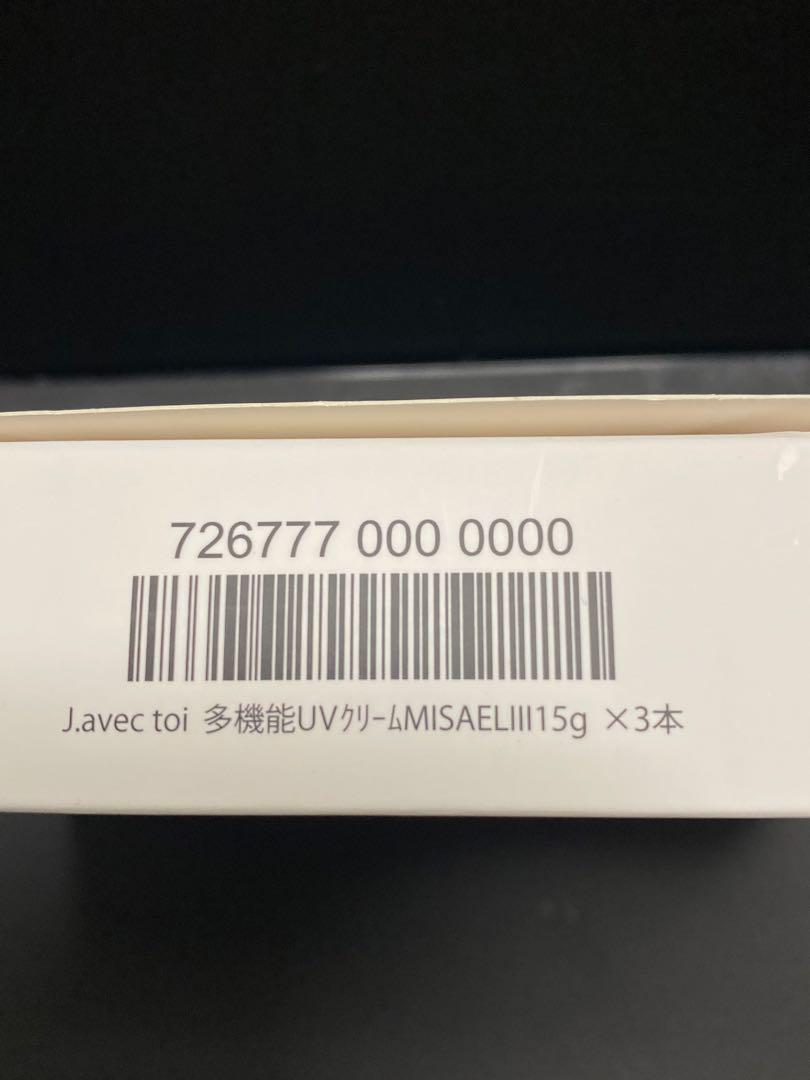 726777 000 0000
J.avec toi 多機能UVｸﾘｰﾑMISAELIII15g ×3本